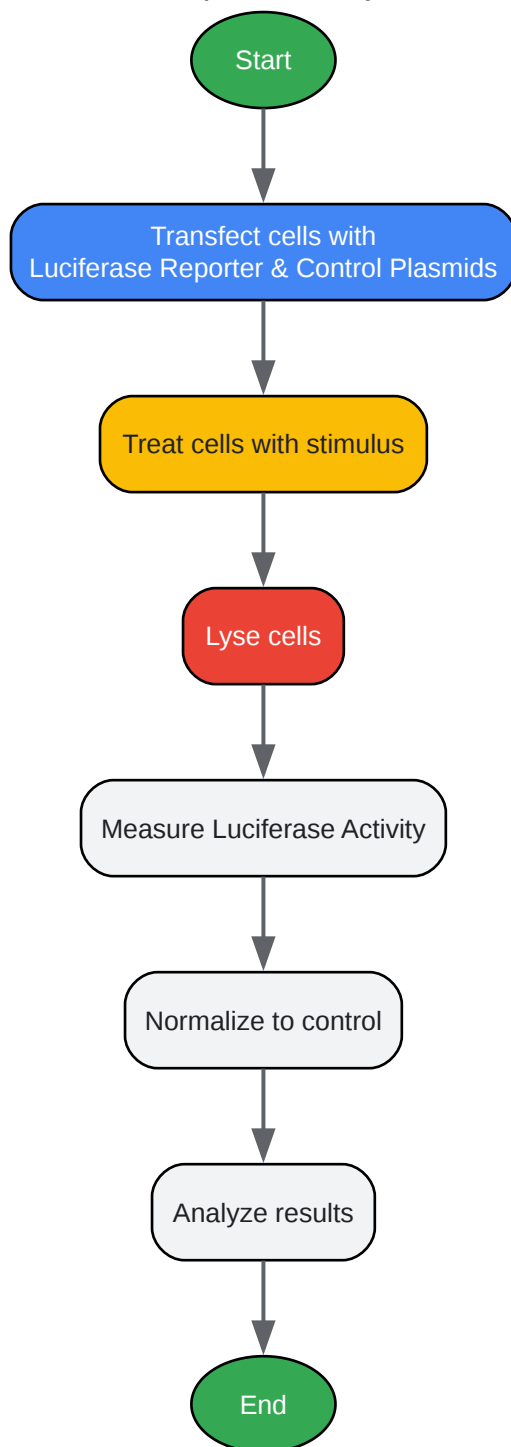 Start
Transfect cells with
Luciferase Reporter & Control Plasmids
Treat cells with stimulus
Lyse cells
Measure Luciferase Activity
Normalize to control
Analyze results
End